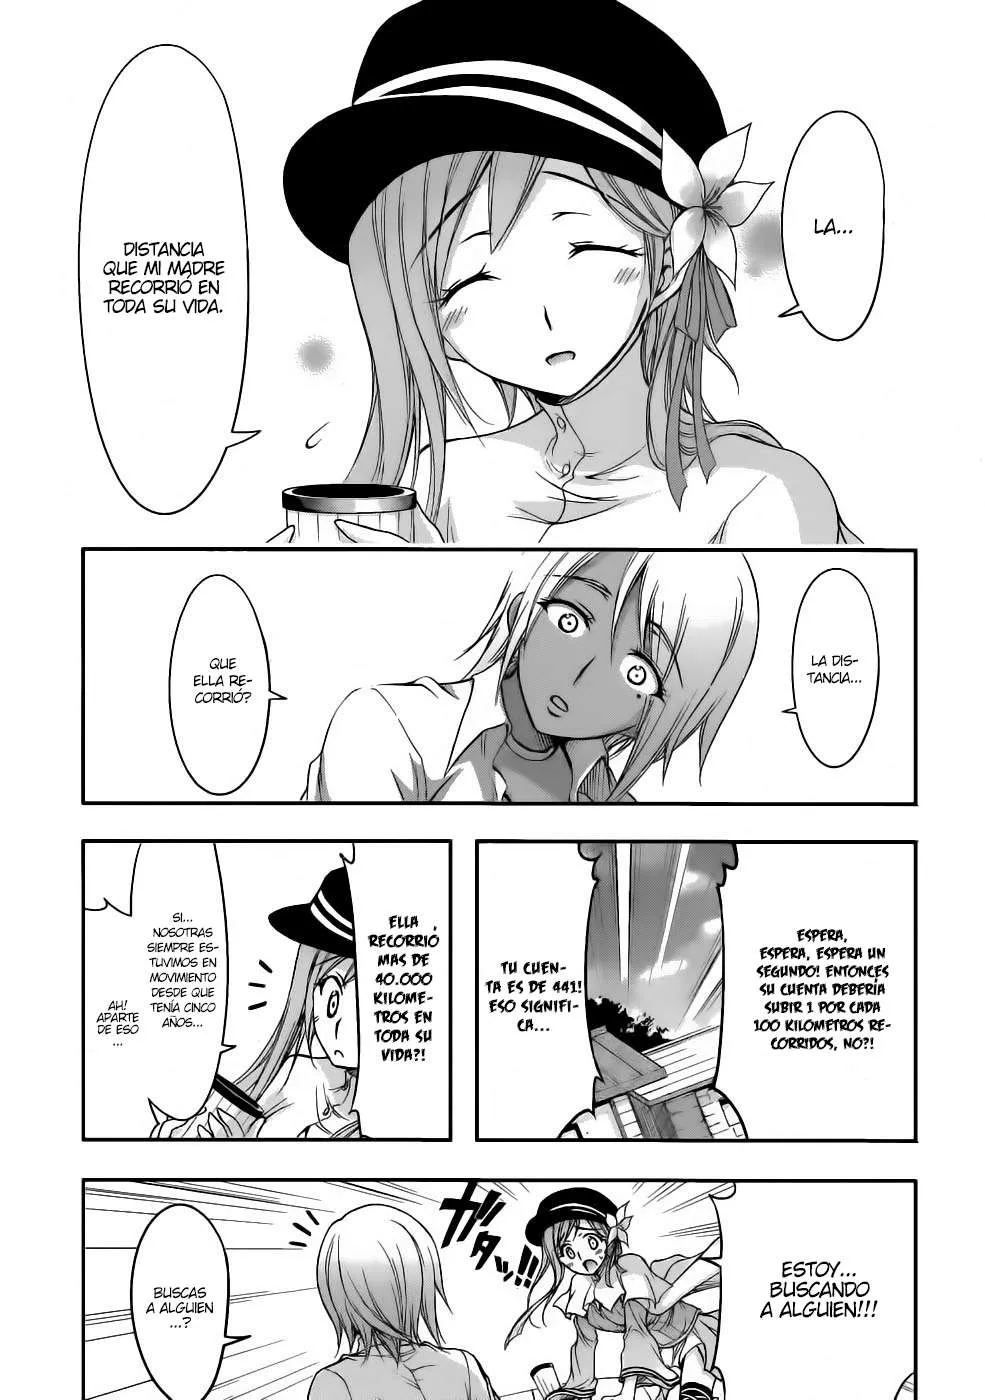 LA...
DISTANCIA
QUE MI MADRE
RECORRIÓ EN
TODA SU VIDA.
LA DIS-
TANCIA...
QUE
ELLA RE-
CORRIÓ?
ESPERA,
ESPERA, ESPERA UN
SEGUNDO! ENTONCES
SU CUENTA DEBERÍA
SUBIR 1 POR CADA
100 KILOMETROS RE-
CORRIDOS, NO?!
TU CUEN-
TA ES DE 441!
ESO SIGNIFI-
CA...
ELLA
RECORRIÓ
MAS DE
40.000
KILOME-
TROS EN
TODA SU
VIDA?!
SI...
NOSOTRAS
SIEMPRE ES-
TUVIMOS EN
MOVIMIENTO
DESDE QUE
TENÍA CINCO
AÑOS...
AH!
APARTE
DE ESO
...
ESTOY...
BUSCANDO
A ALGUIEN!!!
ガタッ!!
BUSCAS
A ALGUIEN
...?